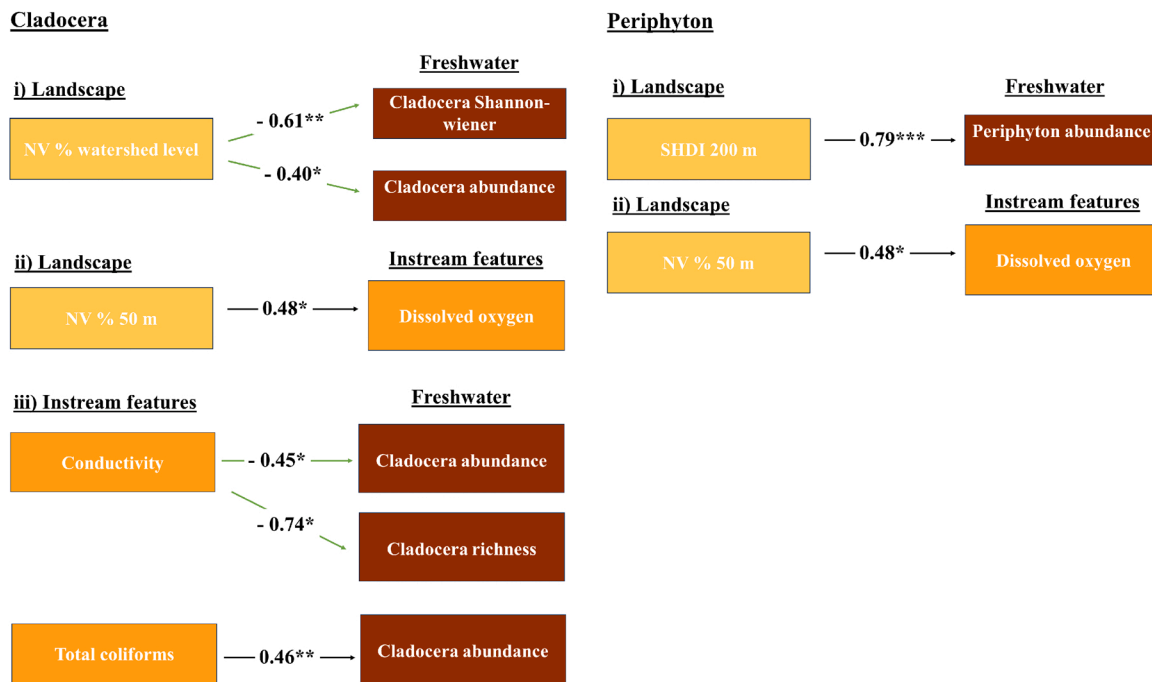 Cladocera
i) Landscape
Freshwater
NV % watershed level
- 0.61**
Cladocera Shannon-
wiener
- 0.40*
Cladocera abundance
ii) Landscape
Instream features
NV % 50 m
0.48*
Dissolved oxygen
iii) Instream features
Freshwater
Conductivity
- 0.45*
Cladocera abundance
- 0.74*
Cladocera richness
Total coliforms
0.46**
Cladocera abundance
Periphyton
i) Landscape
Freshwater
SHDI 200 m
0.79***
Periphyton abundance
ii) Landscape
Instream features
NV % 50 m
0.48*
Dissolved oxygen